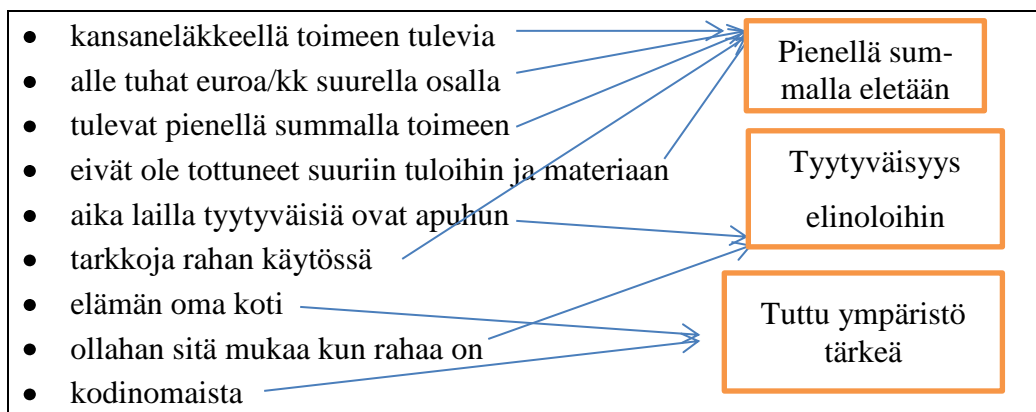 kansaneläkkeellä toimeen tulevia
alle tuhat euroa/kk suurella osalla
tulevat pienellä summalla toimeen
eivät ole tottuneet suuriin tuloihin ja materiaan
aika lailla tyytyväisiä ovat apuhun
tarkkoja rahan käytössä
elämän oma koti
ollahan sitä mukaa kun rahaa on
kodinomaista
Pienellä sum-
malla eletään
Tyytyväisyys
elinoloihin
Tuttu ympäristö
tärkeä